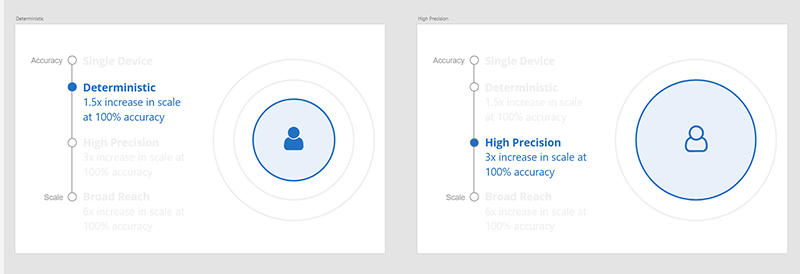 Deterministic
Accuracy
Single Device
Deterministic
1.5x increase in scale
at 100% accuracy
High Precision
3x increase in scale at
100% accuracy
Scale
Broad Reach
6x increase in scale at
100% accuracy
High Precision
Accuracy
Single Device
Deterministic
1.5x increase in scale
at 100% accuracy
High Precision
3x increase in scale at
100% accuracy
Scale
Broad Reach
6x increase in scale at
100% accuracy